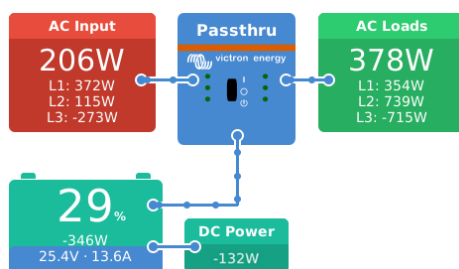 AC Input
206W
L1: 372W
L2: 115W
L3: -273W
Passthru
victron energy
I
AC Loads
378W
L1: 354W
L2: 739W
L3: -715W
29%
-346W
25.4V · 13.6A
DC Power
-132W